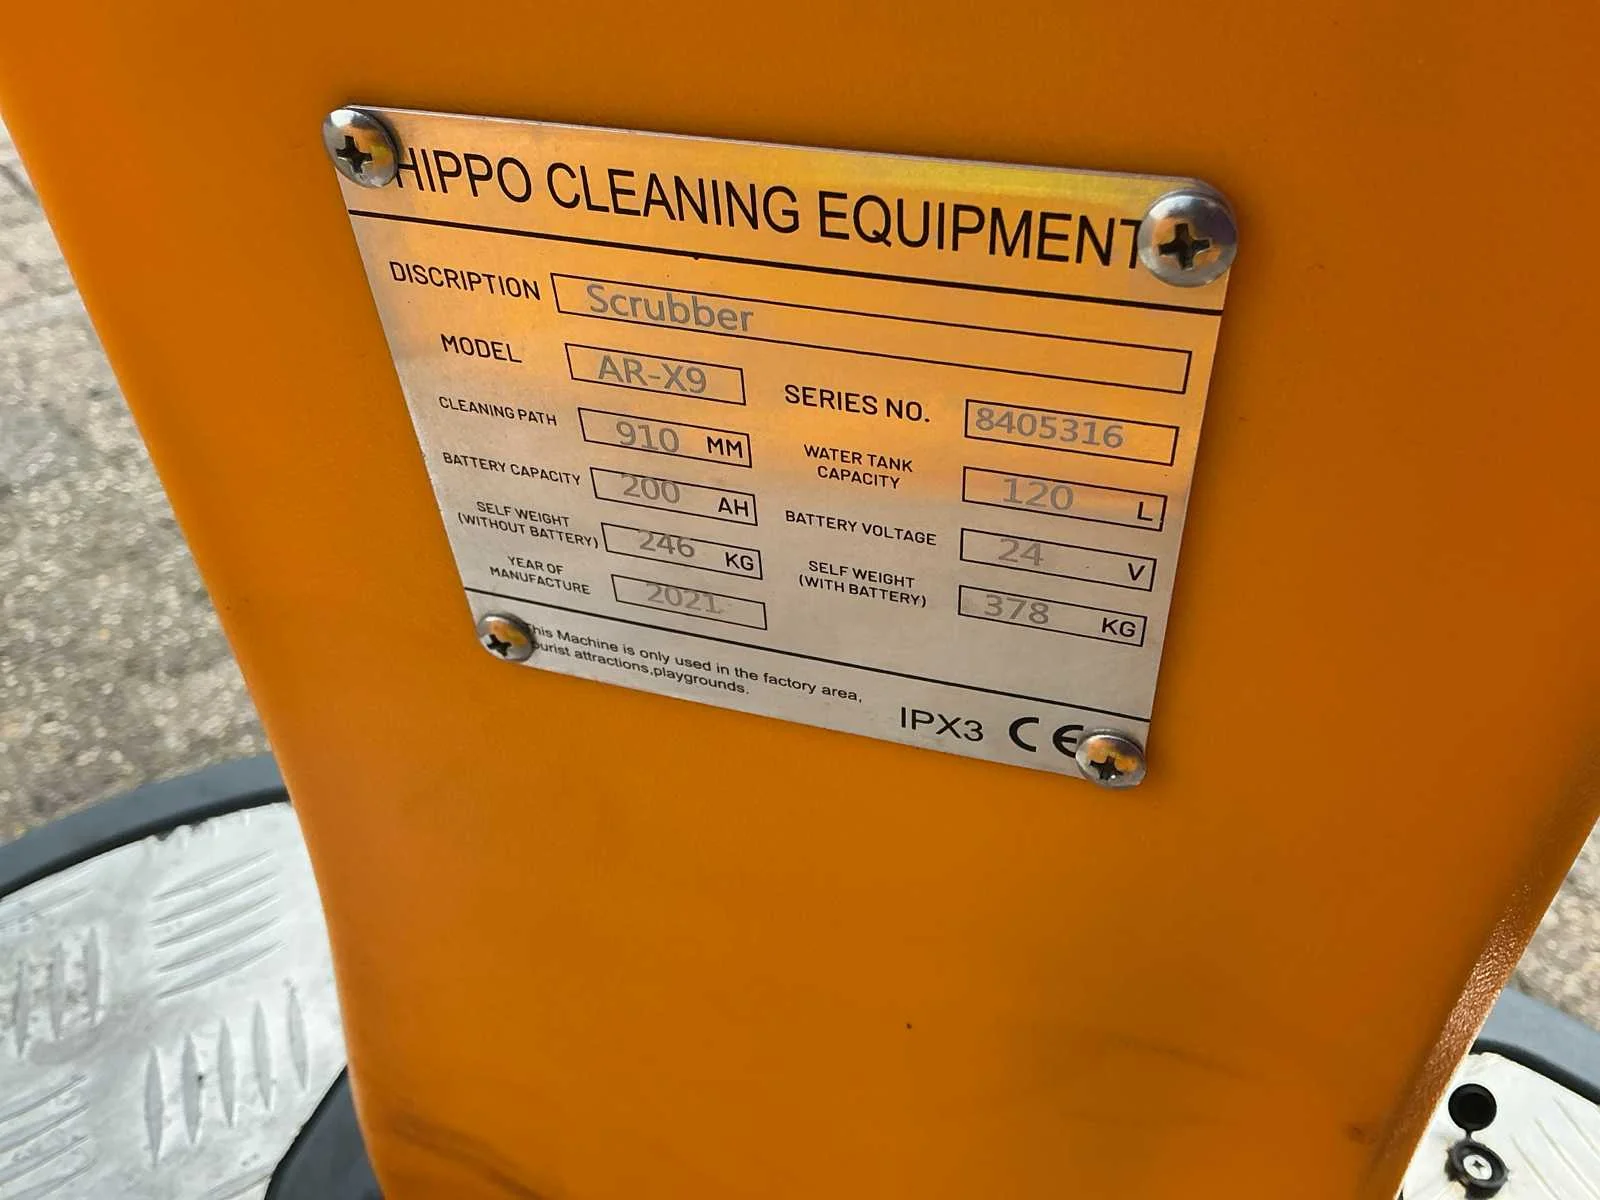 HIPPO CLEANING EQUIPMENT
DISCRIPTION Scrubber
MODEL AR-X9
SERIES NO. 8405316
CLEANING PATH 910 MM
WATER TANK
CAPACITY 120 L
BATTERY CAPACITY 200 AH
BATTERY VOLTAGE 24 V
SELF WEIGHT
(WITHOUT BATTERY) 246 KG
SELF WEIGHT
(WITH BATTERY) 378 KG
YEAR OF
MANUFACTURE 2021
This Machine is only used in the factory area,
tourist attractions,playgrounds.
IPX3 CE